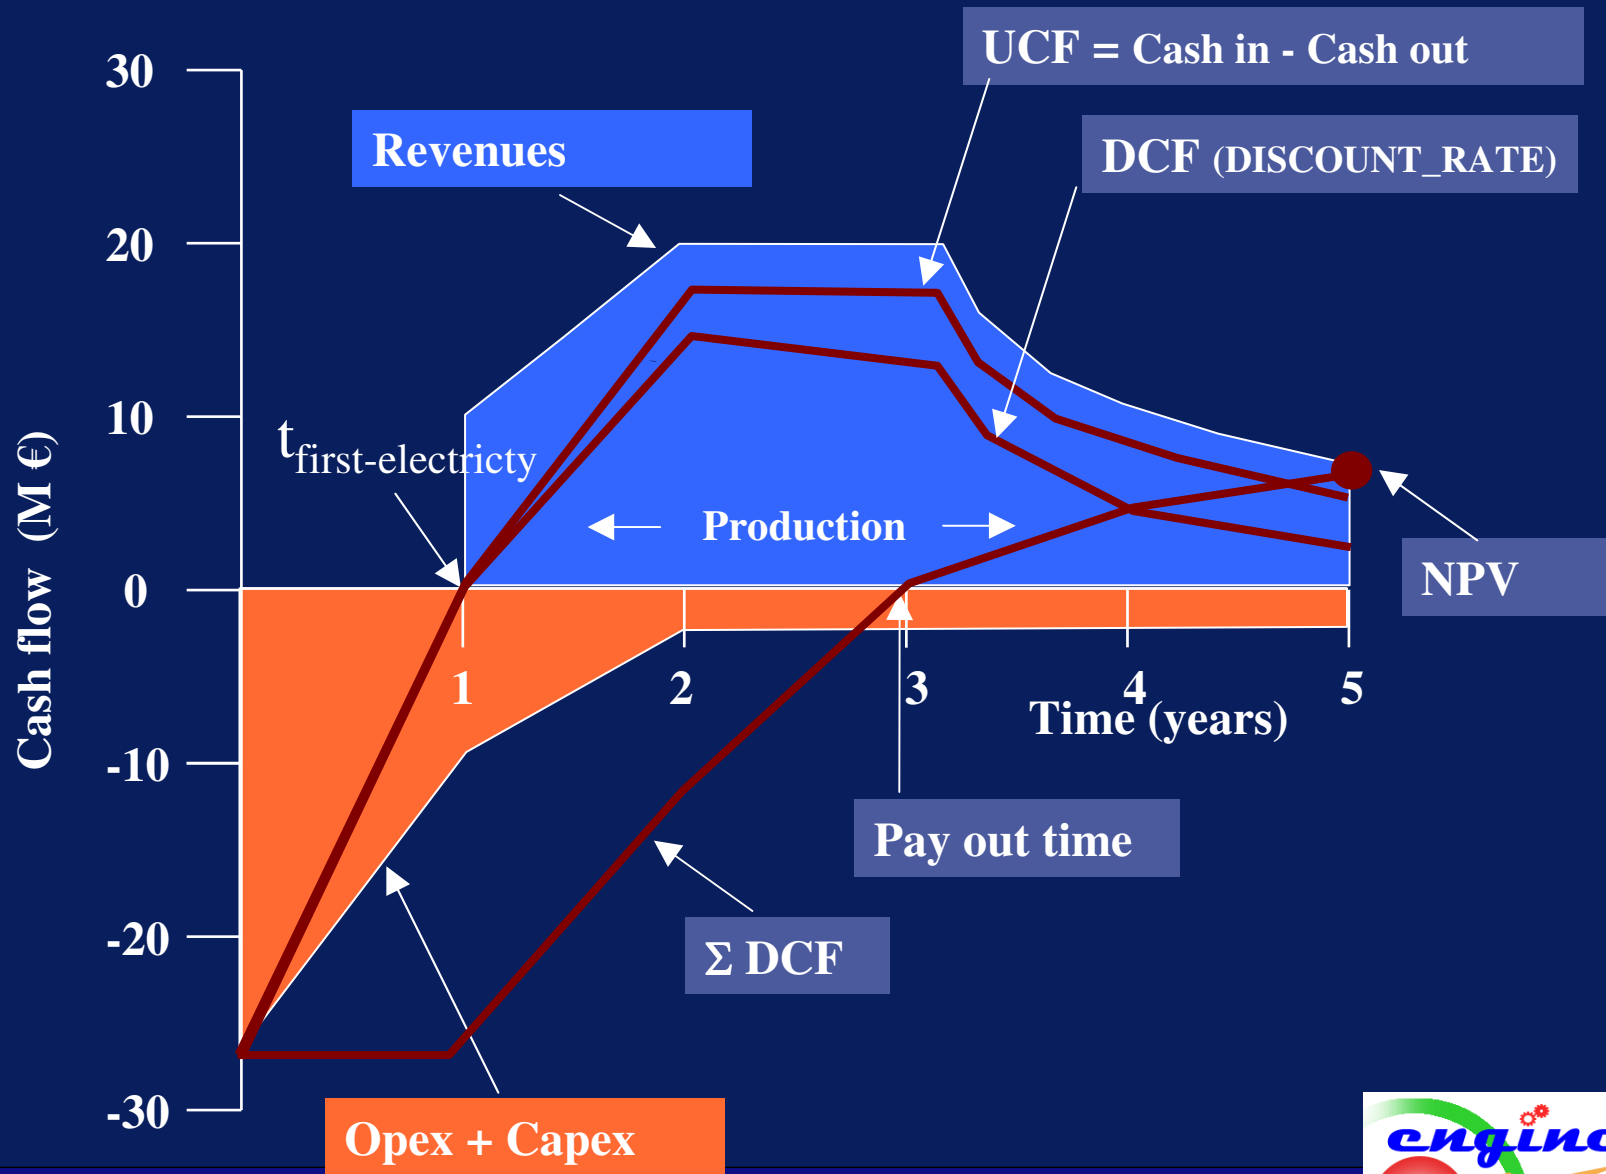 UCF = Cash in - Cash out
30
Revenues
DCF (DISCOUNT_RATE)
20
10
tfirst-electricty
Cash flow (M €)
Production
NPV
0
1
2
3
4
5
Time (years)
-10
Pay out time
-20
Σ DCF
-30
Opex + Capex